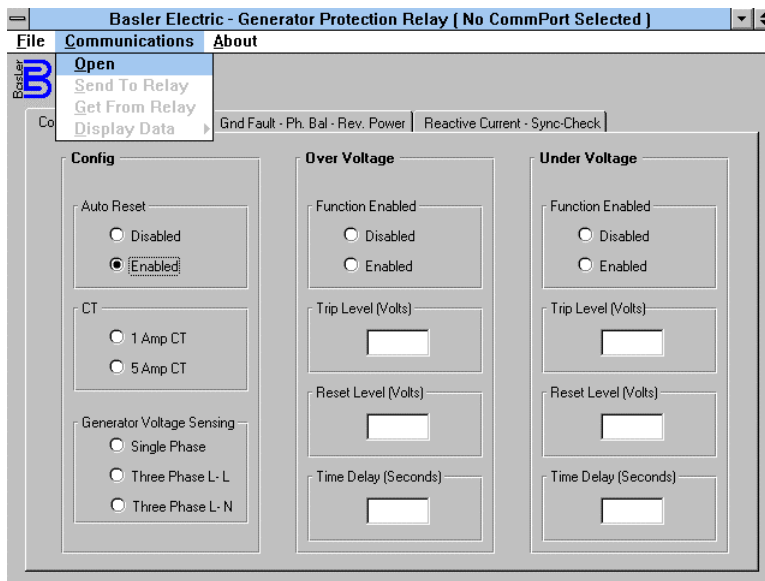 Basler Electric - Generator Protection Relay ( No CommPort Selected )
File Communications About
Basler
Open
Send To Relay
Get From Relay
Display Data
Co
Gnd Fault - Ph. Bal - Rev. Power
Reactive Current - Sync-Check
Config
Auto Reset
Disabled
Enabled
CT
1 Amp CT
5 Amp CT
Generator Voltage Sensing
Single Phase
Three Phase L- L
Three Phase L- N
Over Voltage
Function Enabled
Disabled
Enabled
Trip Level (Volts)
Reset Level (Volts)
Time Delay (Seconds)
Under Voltage
Function Enabled
Disabled
Enabled
Trip Level (Volts)
Reset Level (Volts)
Time Delay (Seconds)